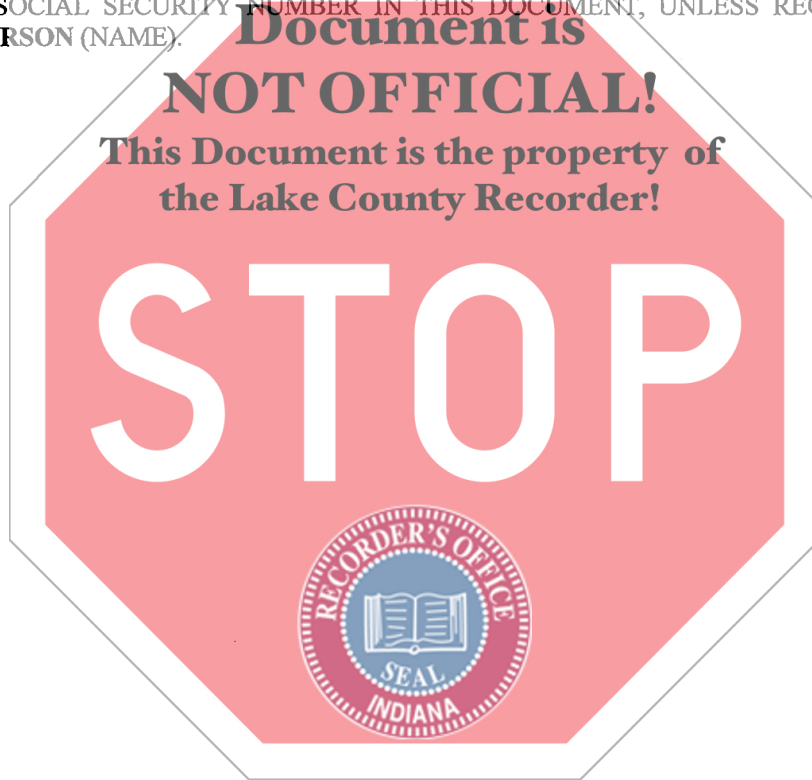 SOCIAL SECURITY NUMBER IN THIS DOCUMENT, UNLESS
RSON (NAME).
Document is
NOT OFFICIAL!
This Document is the property of
the Lake County Recorder!
STOP
RECORDER'S OFFICE
SEAL
INDIANA